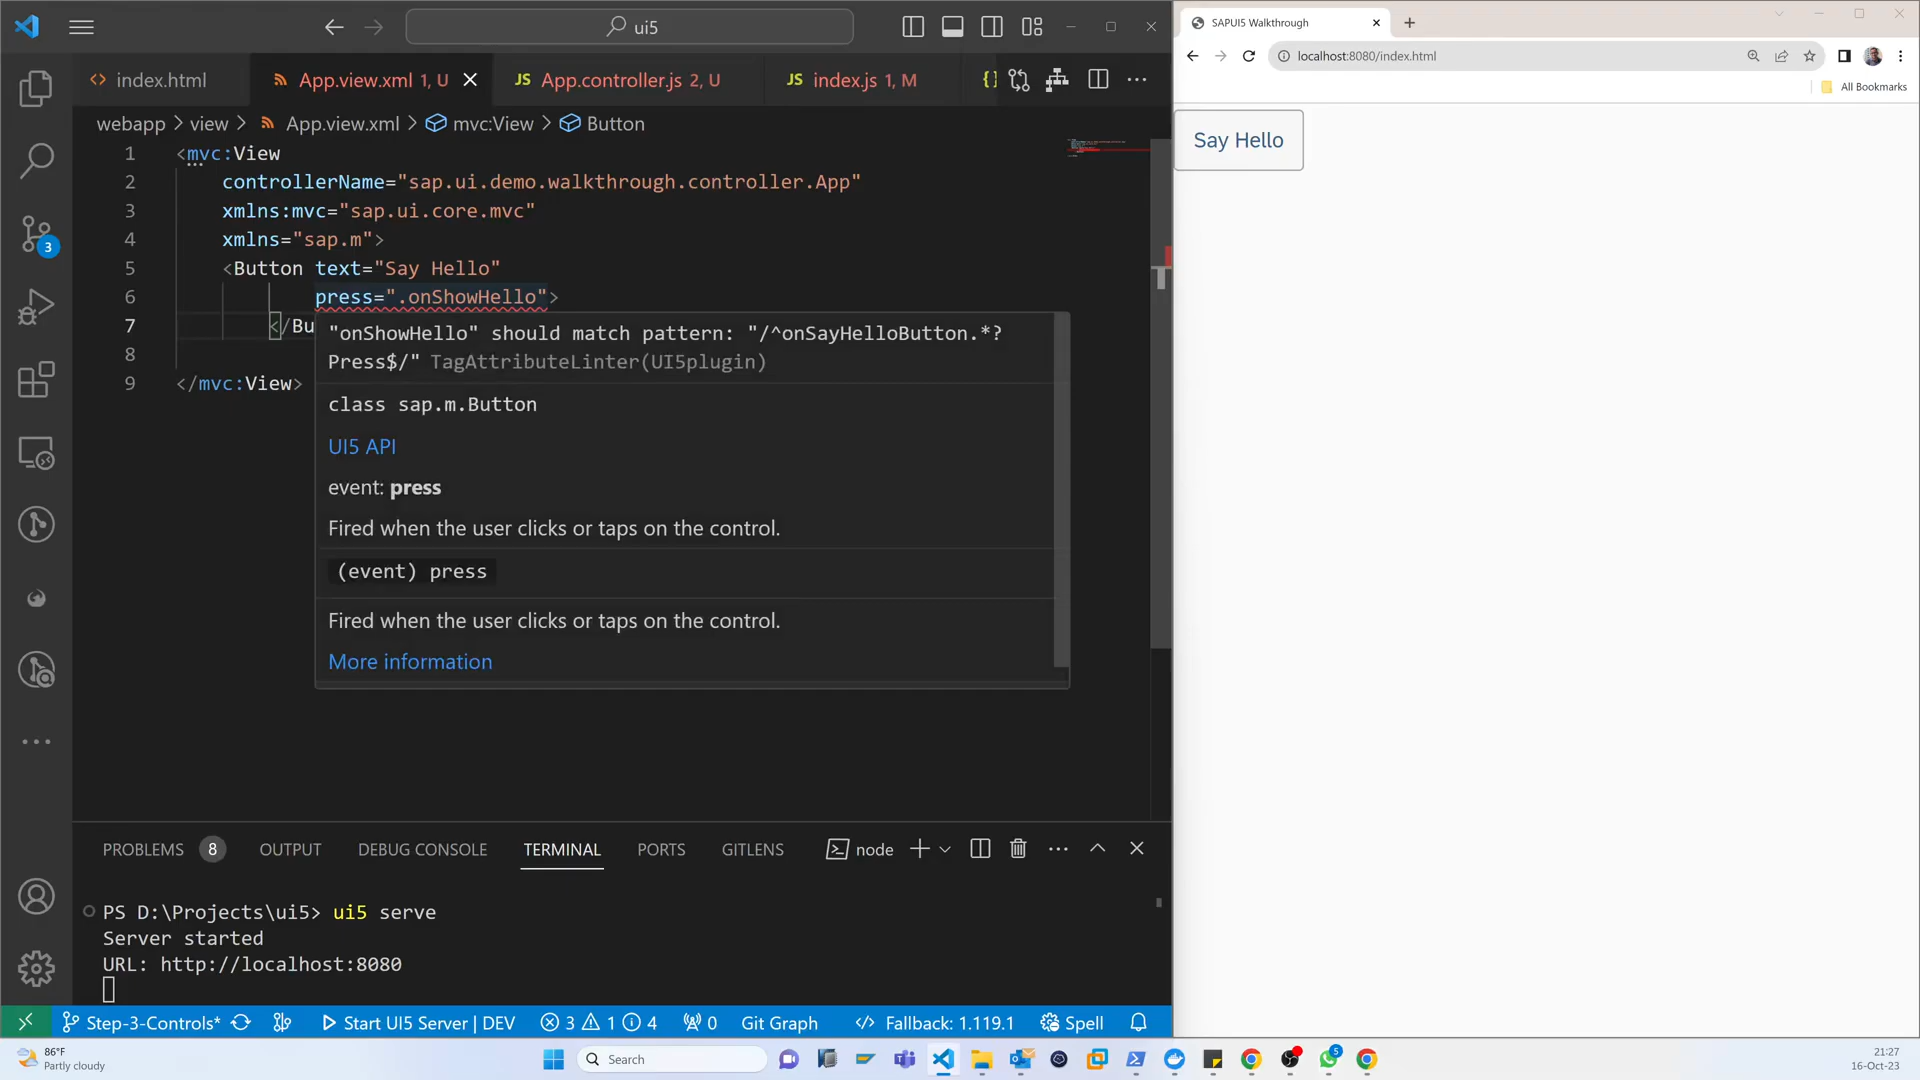 ui5
index.html
App.view.xml 1, U
JS App.controller.js 2, U
JS index.js 1, M
webapp > view > App.view.xml > mvc:View > Button
1 <mvc:View
2 controllerName="sap.ui.demo.walkthrough.controller.App"
3 xmlns:mvc="sap.ui.core.mvc"
4 xmlns="sap.m">
5 <Button text="Say Hello"
6 press=".onShowHello">
7 </Bu
8
9 </mvc:View>
"onShowHello" should match pattern: "/^onSayHelloButton.*?
Press$/" TagAttributeLinter(UI5plugin)
class sap.m.Button
UI5 API
event: press
Fired when the user clicks or taps on the control.
(event) press
Fired when the user clicks or taps on the control.
More information
3
PROBLEMS 8 OUTPUT DEBUG CONSOLE TERMINAL PORTS GITLENS node
PS D:\Projects\ui5> ui5 serve
Server started
URL: http://localhost:8080
Step-3-Controls* Start UI5 Server | DEV 3 1 4 0 Git Graph Fallback: 1.119.1 Spell
SAPUI5 Walkthrough
localhost:8080/index.html
All Bookmarks
Say Hello
86°F
Partly cloudy
Search
5
21:27
16-Oct-23